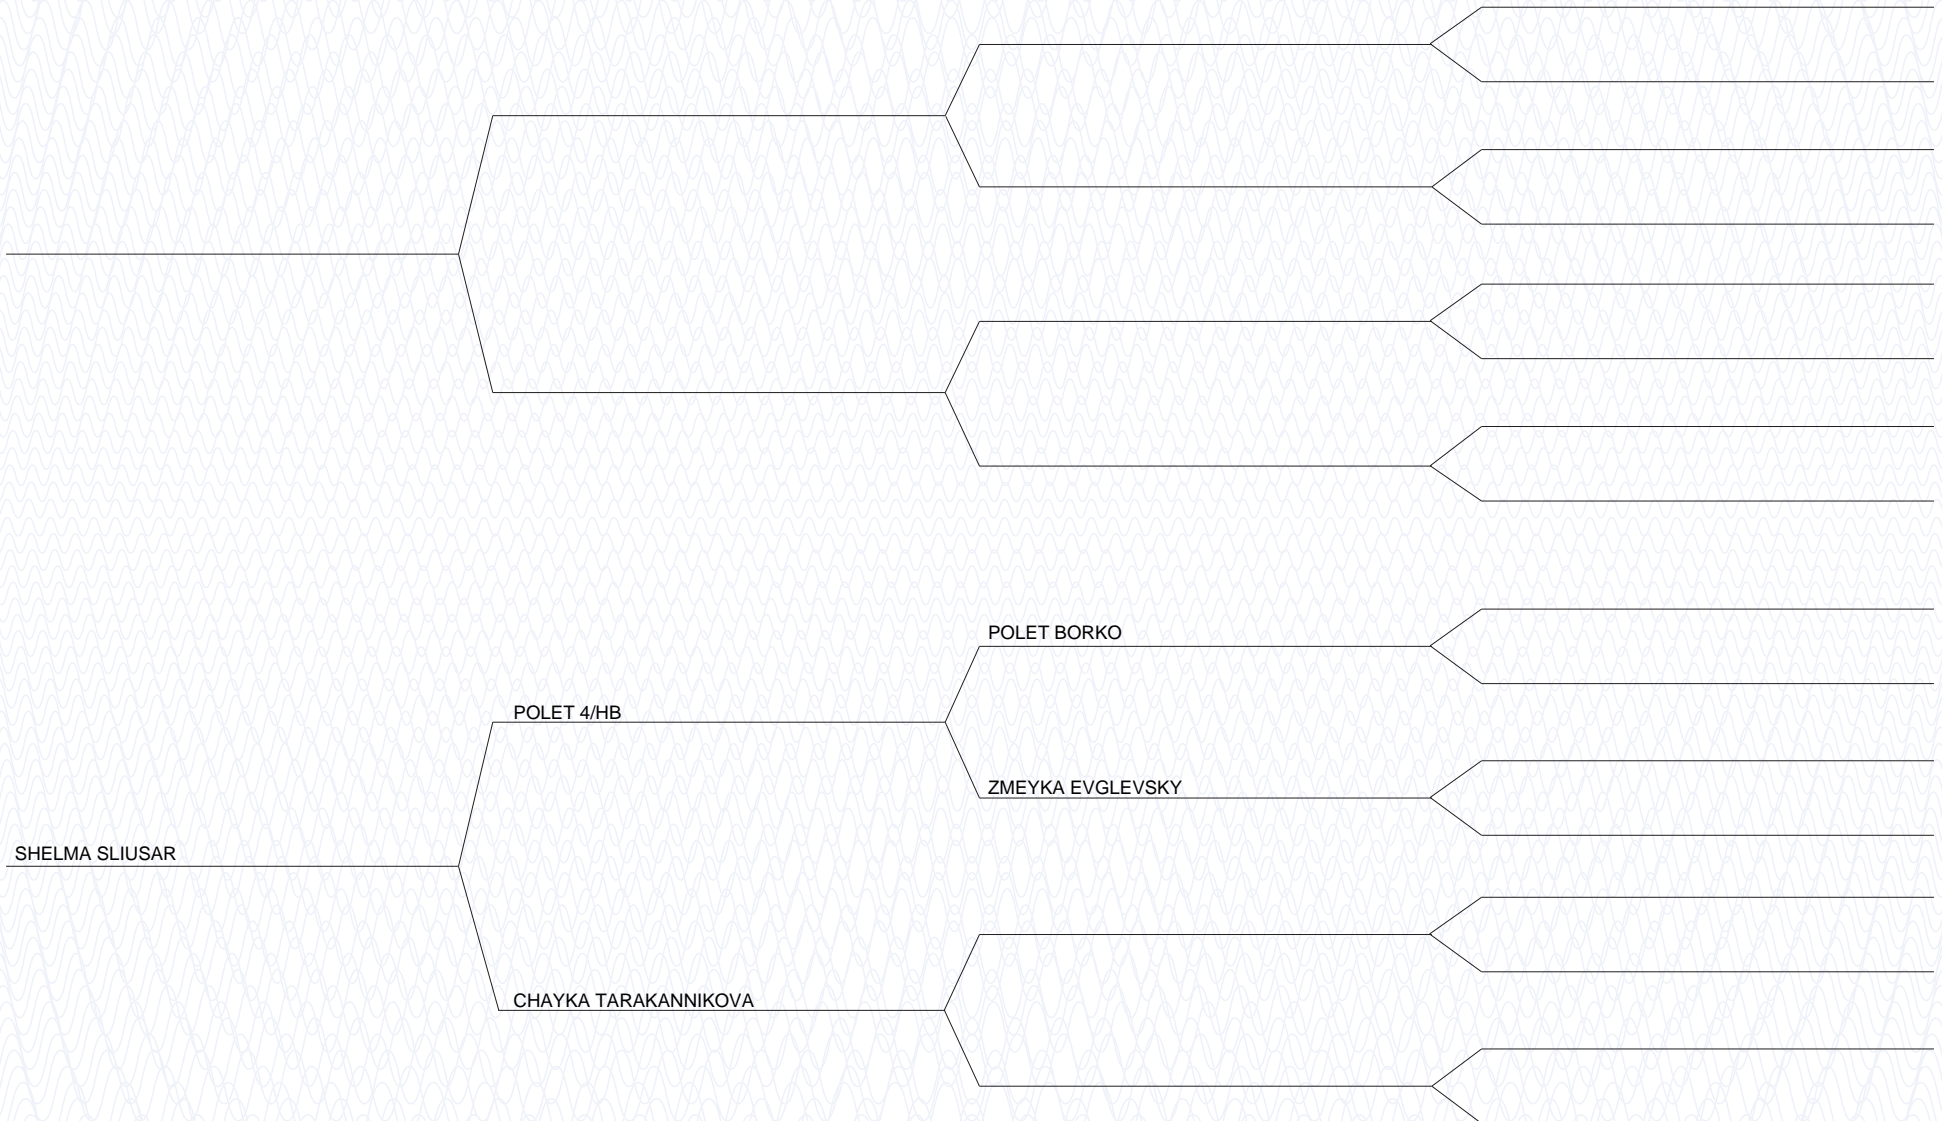 POLET BORKO
POLET 4/HB
ZMEYKA EVGLEVSKY
SHELMA SLIUSAR
CHAYKA TARAKANNIKOVA